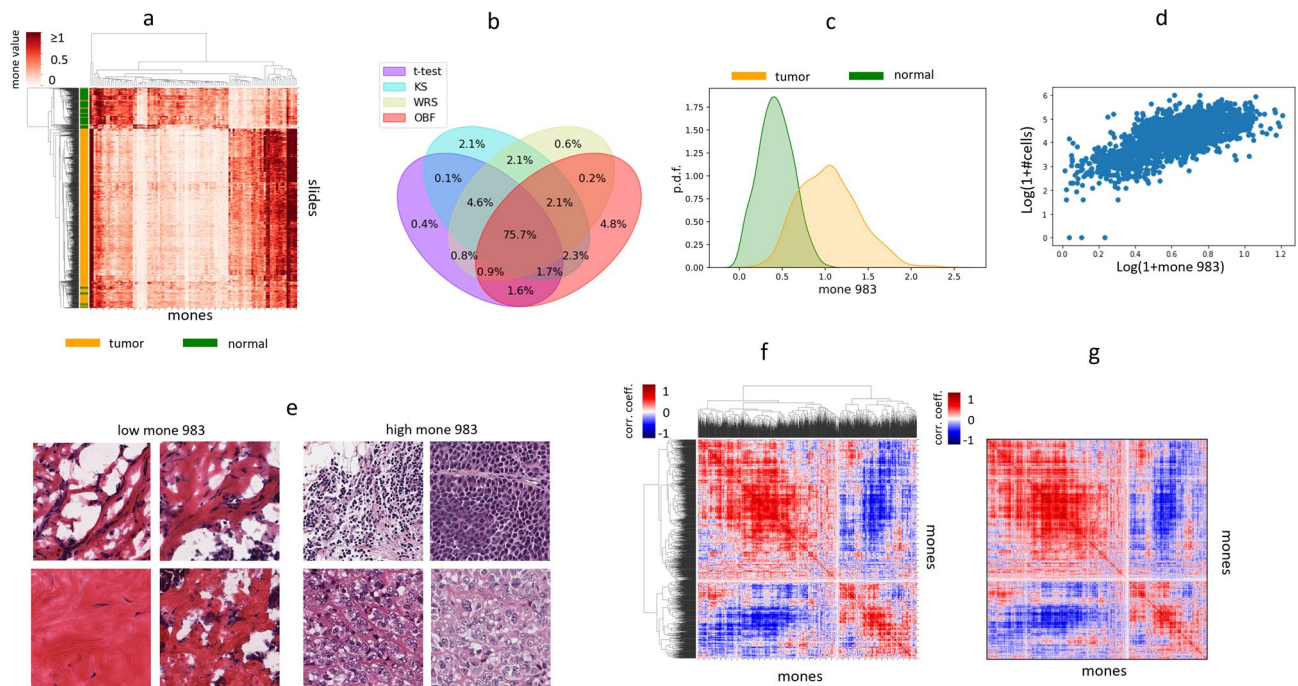 a
mone value
≥1
0.5
0
slides
mones
tumor
normal
b
t-test
KS
WRS
OBF
2.1%
0.6%
0.1%
2.1%
0.2%
0.4%
4.6%
2.1%
4.8%
75.7%
0.8%
2.3%
0.9%
1.7%
1.6%
c
tumor
normal
p.d.f.
1.75
1.50
1.25
1.00
0.75
0.50
0.25
0.00
0.0
0.5
1.0
1.5
2.0
2.5
mone 983
d
Log(1+#cells)
6
5
4
3
2
1
0
0.0
0.2
0.4
0.6
0.8
1.0
1.2
Log(1+mone 983)
e
low mone 983
high mone 983
f
corr. coeff.
1
0
-1
mones
mones
g
corr. coeff.
1
0
-1
mones
mones